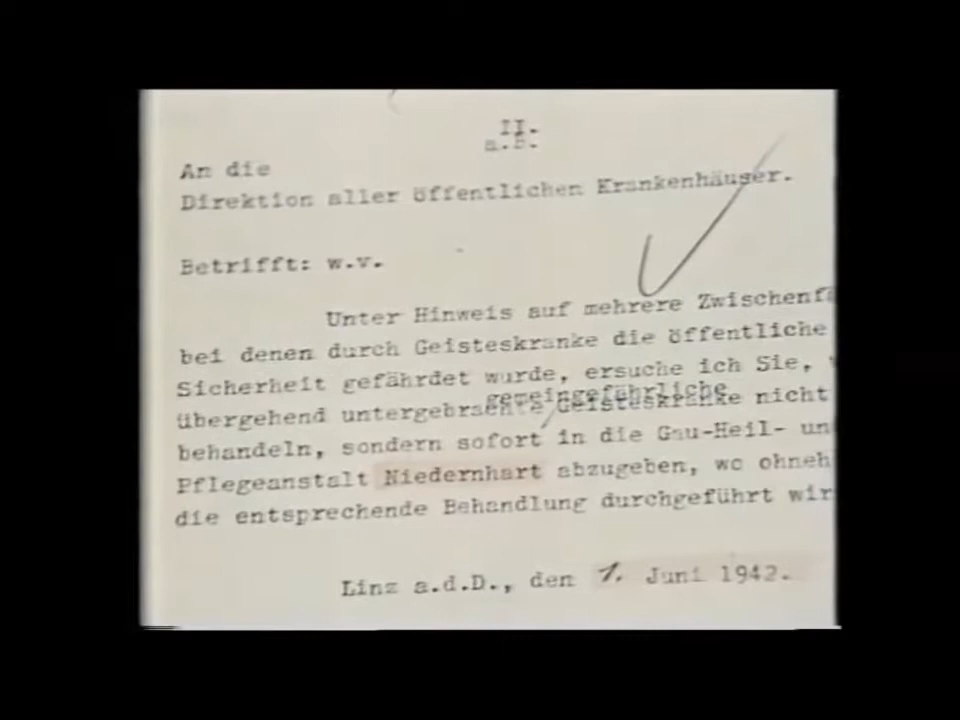 II.
a.B.
An die
Direktion aller öffentlichen Krankenhäuser.
Betrifft: w.v.
Unter Hinweis auf mehrere Zwischenfä
bei denen durch Geisteskranke die öffentliche
Sicherheit gefährdet wurde, ersuche ich Sie,
gemeingefährliche
übergehend untergebrachte Geisteskranke nicht
behandeln, sondern sofort in die Gau-Heil- un
Pflegeanstalt Niedernhart abzugeben, wo ohneh
die entsprechende Behandlung durchgeführt wir
Linz a.d.D., den 1. Juni 1942.